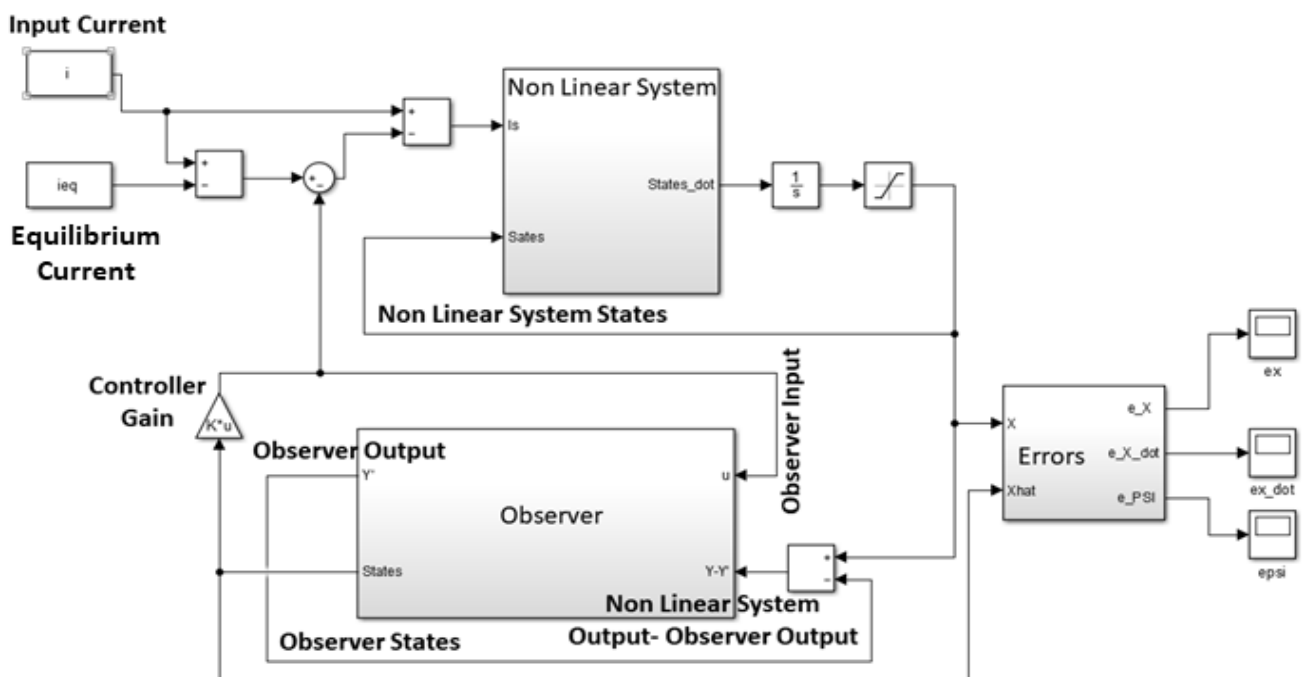 Input Current
i
+
−
ieq
+
−
Equilibrium
Current
+
−
Non Linear System
Is
States_dot
Sates
1
s
Non Linear System States
Controller
Gain
K*u
Observer Output
Y'
u
Observer
States
Y-Y'
Observer Input
+
−
Non Linear System
Output- Observer Output
Observer States
X
Xhat
Errors
e_X
e_X_dot
e_PSI
ex
ex_dot
epsi